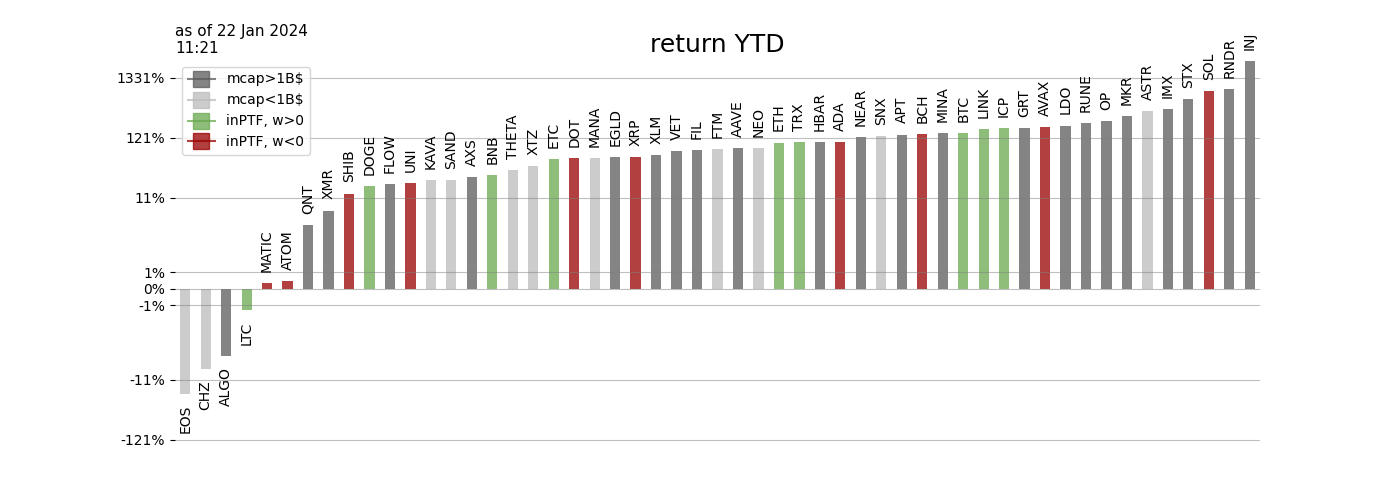 as of 22 Jan 2024
11:21
return YTD
mcap>1B$
mcap<1B$
inPTF, w>0
inPTF, w<0
1331%
121%
11%
1%
0%
-1%
-11%
-121%
EOS
CHZ
ALGO
LTC
MATIC
ATOM
QNT
XMR
SHIB
DOGE
FLOW
UNI
KAVA
SAND
AXS
BNB
THETA
XTZ
ETC
DOT
MANA
EGLD
XRP
XLM
VET
FIL
FTM
AAVE
NEO
ETH
TRX
HBAR
ADA
NEAR
SNX
APT
BCH
MINA
BTC
LINK
ICP
GRT
AVAX
LDO
RUNE
OP
MKR
ASTR
IMX
STX
SOL
RNDR
INJ